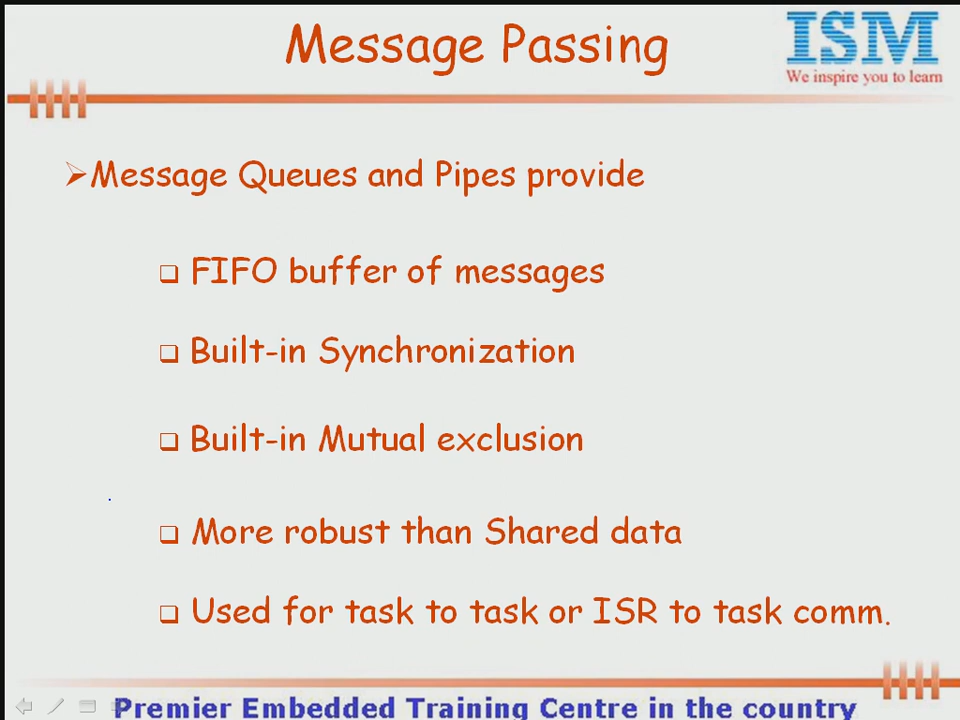 Message Passing
ISM
We inspire you to learn
Message Queues and Pipes provide
FIFO buffer of messages
Built-in Synchronization
Built-in Mutual exclusion
More robust than Shared data
Used for task to task or ISR to task comm.
Premier Embedded Training Centre in the country